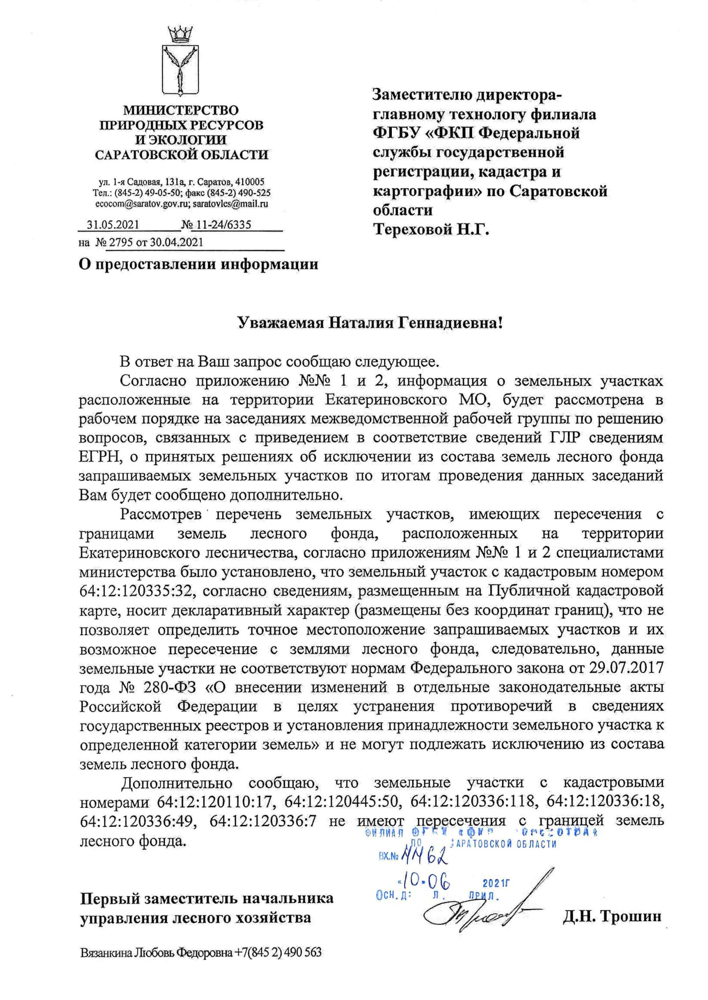 МИНИСТЕРСТВО
ПРИРОДНЫХ РЕСУРСОВ
И ЭКОЛОГИИ
САРАТОВСКОЙ ОБЛАСТИ
ул. 1-я Садовая, 131а, г. Саратов, 410005
Тел.: (845-2) 49-05-50; факс (845-2) 490-525
ecocom@saratov.gov.ru; saratovles@mail.ru
31.05.2021 № 11-24/6335
на № 2795 от 30.04.2021
О предоставлении информации
Заместителю директора-
главному технологу филиала
ФГБУ «ФКП Федеральной
службы государственной
регистрации, кадастра и
картографии» по Саратовской
области
Тереховой Н.Г.
Уважаемая Наталия Геннадиевна!
В ответ на Ваш запрос сообщаю следующее.
Согласно приложению №№ 1 и 2, информация о земельных участках
расположенные на территории Екатериновского МО, будет рассмотрена в
рабочем порядке на заседаниях межведомственной рабочей группы по решению
вопросов, связанных с приведением в соответствие сведений ГЛР сведениям
ЕГРН, о принятых решениях об исключении из состава земель лесного фонда
запрашиваемых земельных участков по итогам проведения данных заседаний
Вам будет сообщено дополнительно.
Рассмотрев перечень земельных участков, имеющих пересечения с
границами земель лесного фонда, расположенных на территории
Екатериновского лесничества, согласно приложениям №№ 1 и 2 специалистами
министерства было установлено, что земельный участок с кадастровым номером
64:12:120335:32, согласно сведениям, размещенным на Публичной кадастровой
карте, носит декларативный характер (размещены без координат границ), что не
позволяет определить точное местоположение запрашиваемых участков и их
возможное пересечение с землями лесного фонда, следовательно, данные
земельные участки не соответствуют нормам Федерального закона от 29.07.2017
года № 280-ФЗ «О внесении изменений в отдельные законодательные акты
Российской Федерации в целях устранения противоречий в сведениях
государственных реестров и установления принадлежности земельного участка к
определенной категории земель» и не могут подлежать исключению из состава
земель лесного фонда.
Дополнительно сообщаю, что земельные участки с кадастровыми
номерами 64:12:120110:17, 64:12:120445:50, 64:12:120336:118, 64:12:120336:18,
64:12:120336:49, 64:12:120336:7 не имеют пересечения с границей земель
лесного фонда.
ФИЛИАЛ ФГБУ
ПО САРАТОВСКОЙ ОБЛАСТИ
ВХ.№ 4462
«10» 06 2021г
ОСН.Д: Л. ПРИЛ.
Первый заместитель начальника
управления лесного хозяйства
Д.Н. Трошин
Вязанкина Любовь Федоровна +7(845 2) 490 563